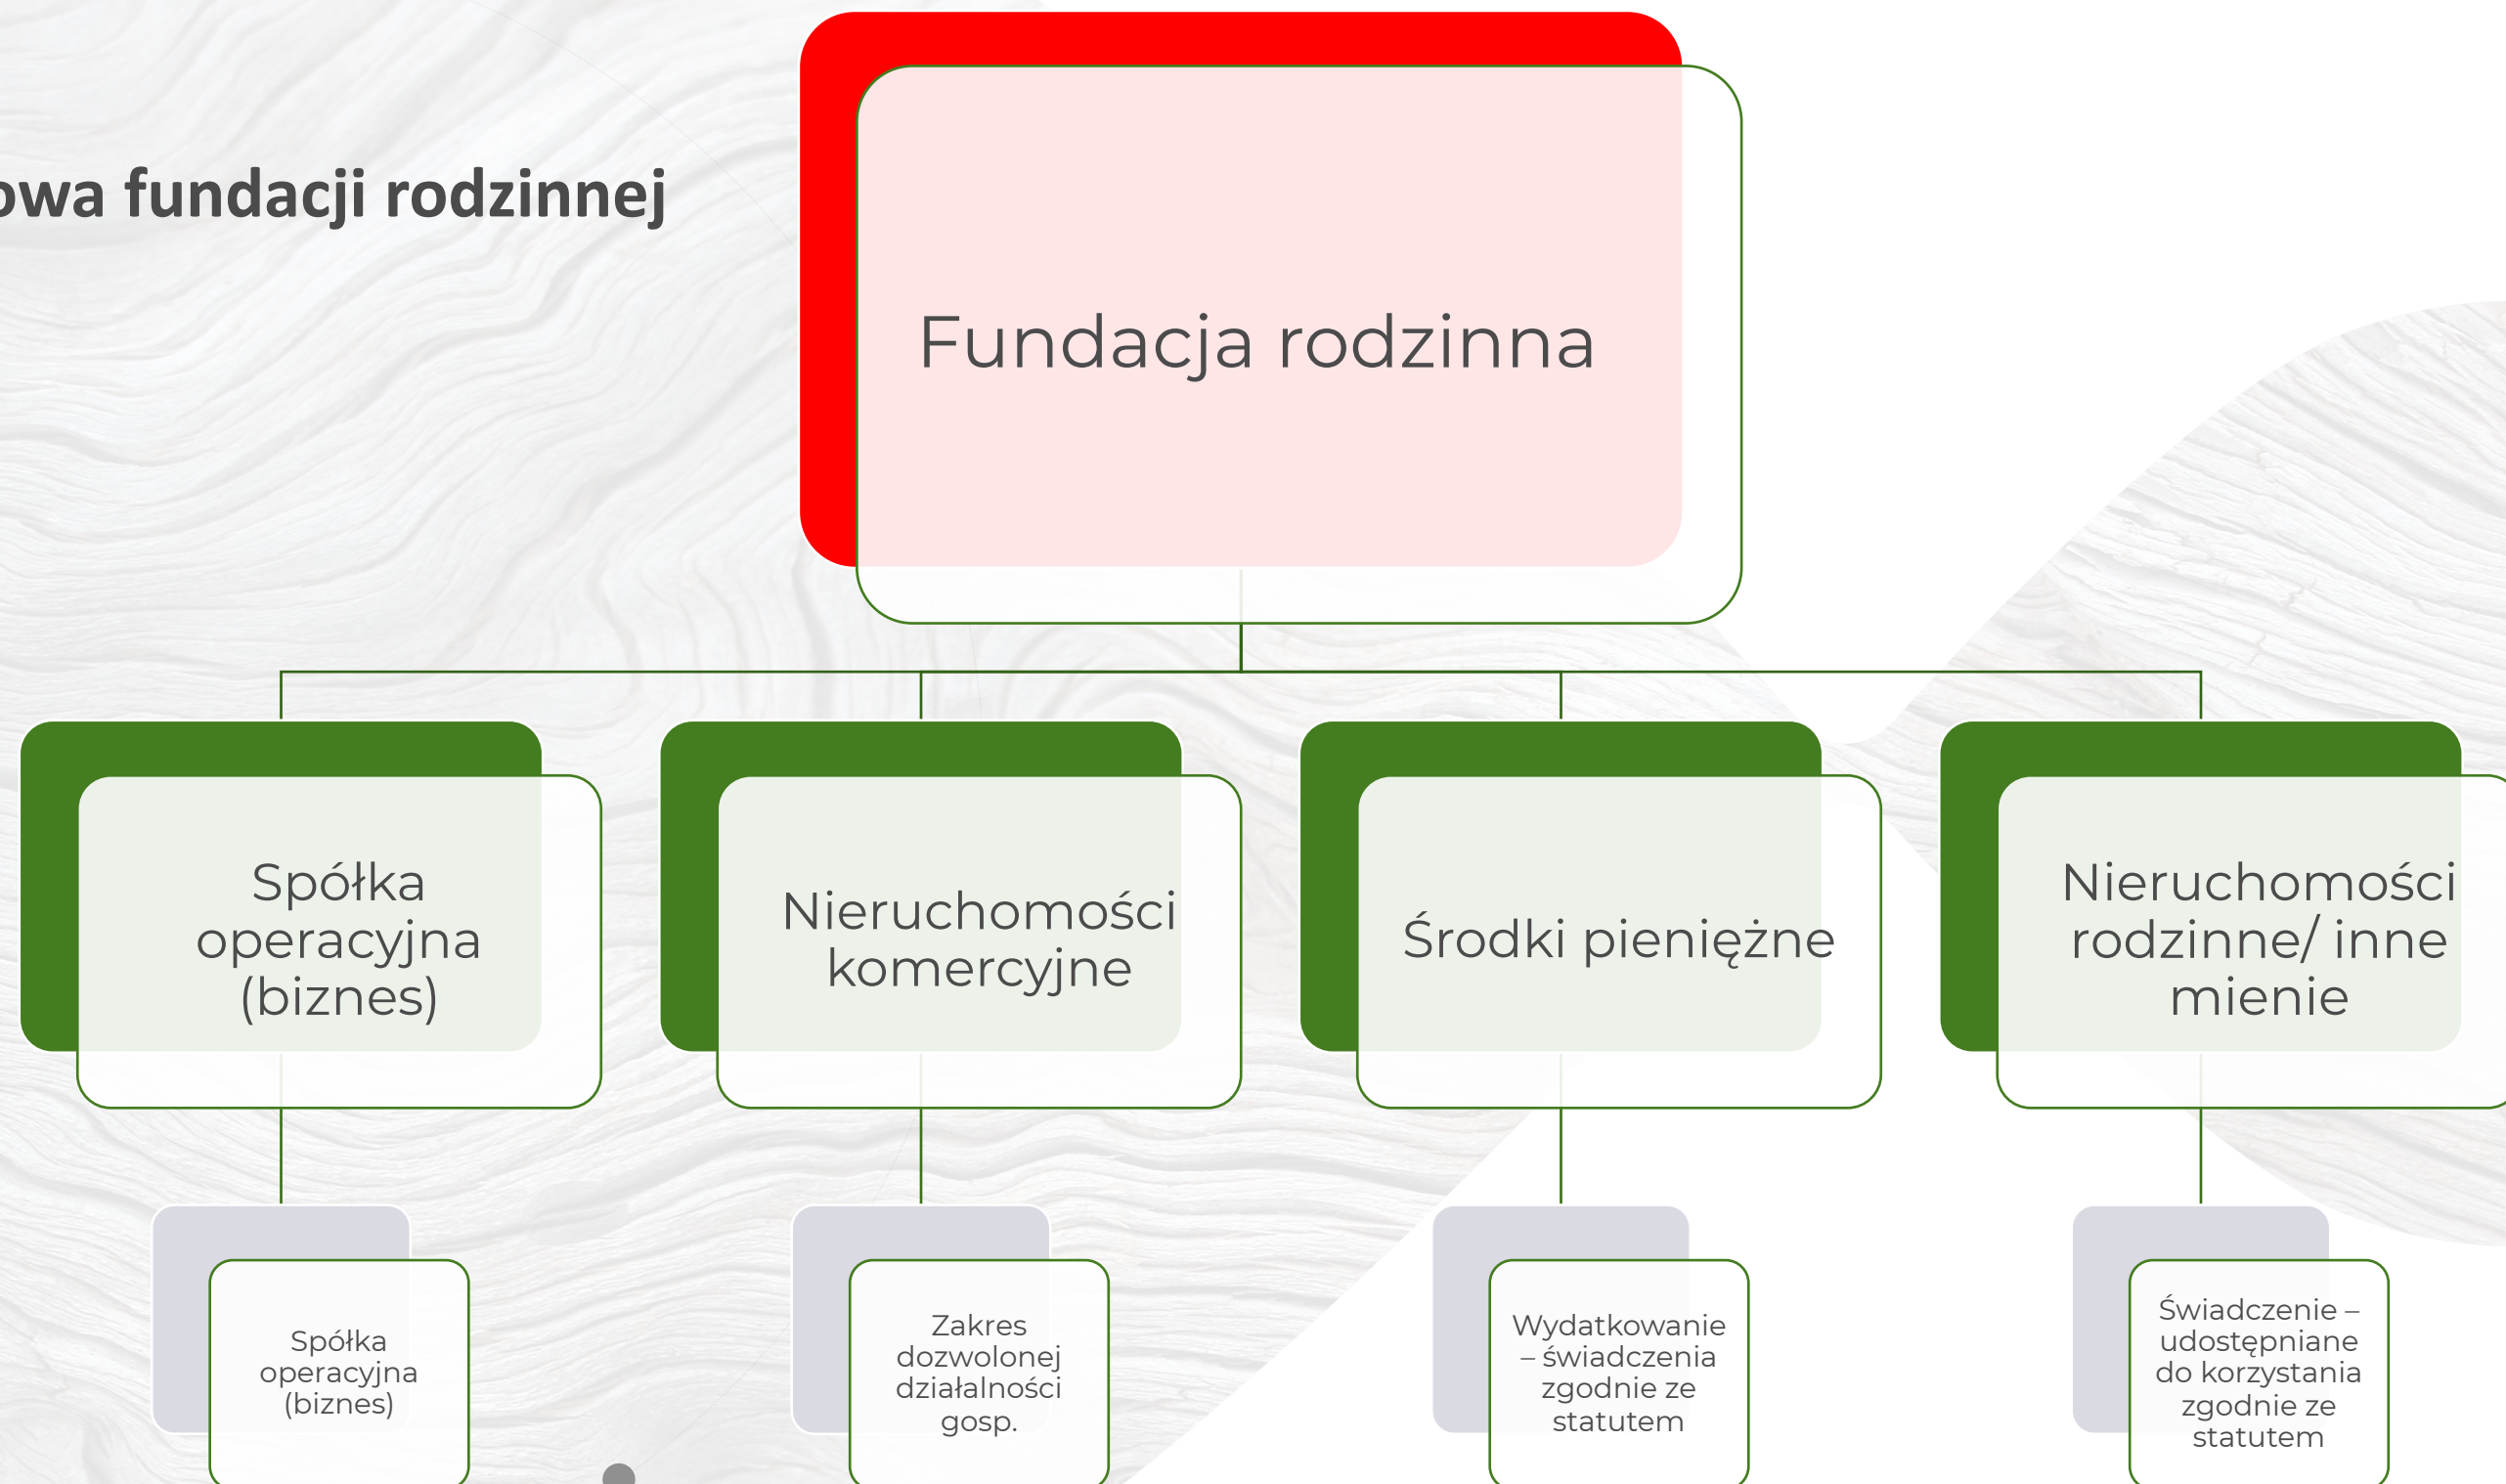 fundacji rodzinnej
Fundacja rodzinna
Spółka
operacyjna
(biznes)
Nieruchomości
komercyjne
Środki pieniężne
Nieruchomości
rodzinne/ inne
mienie
Spółka
operacyjna
(biznes)
Zakres
dozwolonej
działalności
gosp.
Wydatkowanie
– świadczenia
zgodnie ze
statutem
Świadczenie –
udostępniane
do korzystania
zgodnie ze
statutem